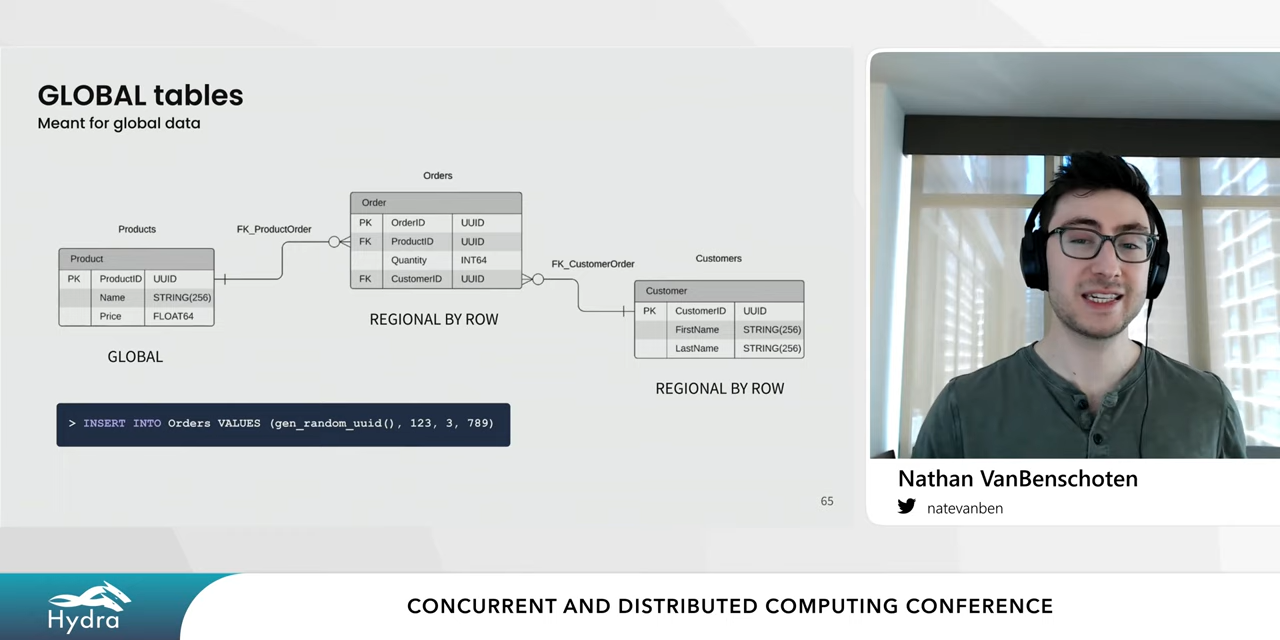 GLOBAL tables
Meant for global data
Products
Product
PK ProductID UUID
Name STRING(256)
Price FLOAT64
GLOBAL
FK_ProductOrder
Orders
Order
PK OrderID UUID
FK ProductID UUID
Quantity INT64
FK CustomerID UUID
REGIONAL BY ROW
FK_CustomerOrder
Customers
Customer
PK CustomerID UUID
FirstName STRING(256)
LastName STRING(256)
REGIONAL BY ROW
> INSERT INTO Orders VALUES (gen_random_uuid(), 123, 3, 789)
65
Nathan VanBenschoten
natevanben
Hydra
CONCURRENT AND DISTRIBUTED COMPUTING CONFERENCE